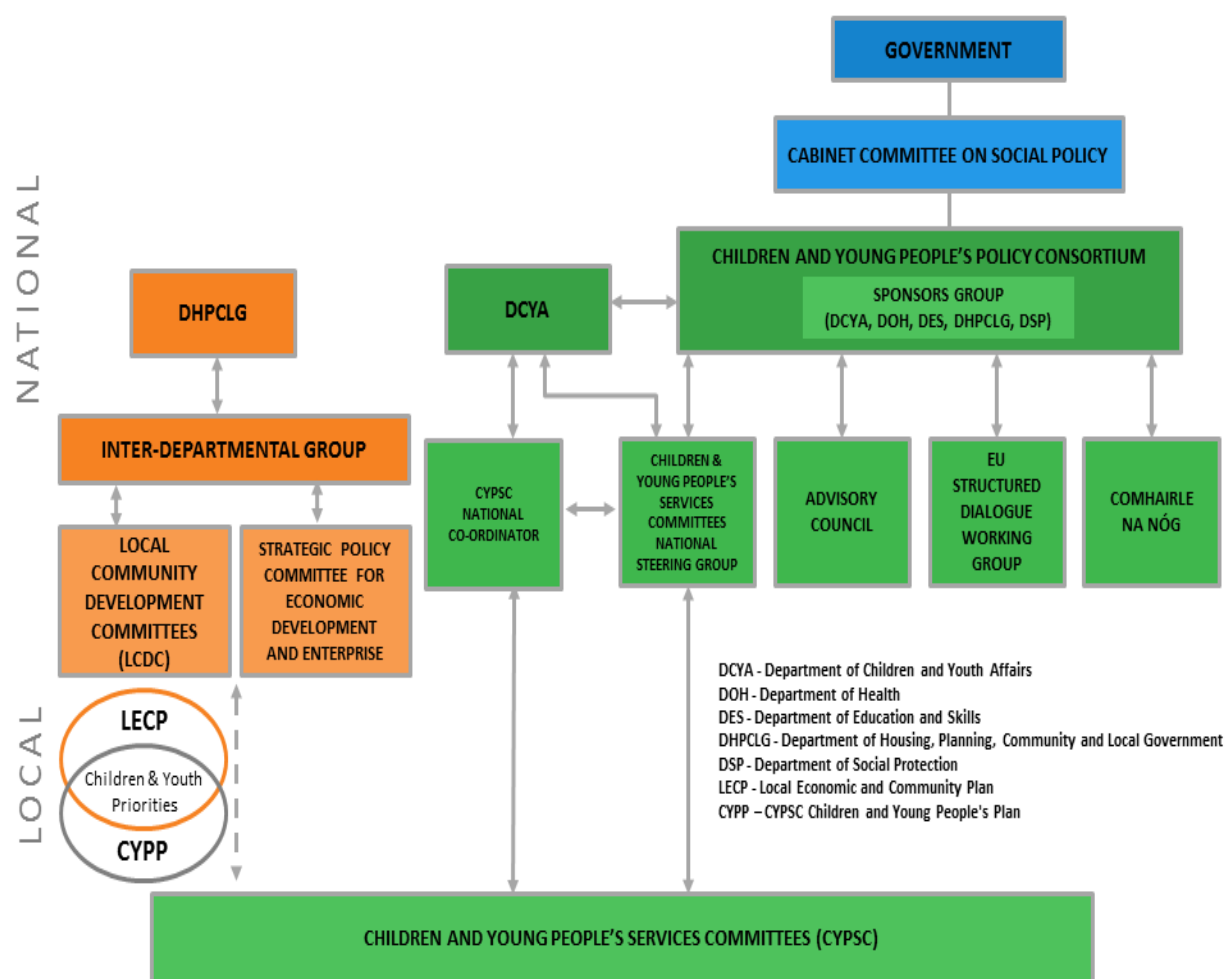 GOVERNMENT
CABINET COMMITTEE ON SOCIAL POLICY
NATIONAL
CHILDREN AND YOUNG PEOPLE'S POLICY CONSORTIUM
SPONSORS GROUP
(DCYA, DOH, DES, DHPCLG, DSP)
DHPCLG
DCYA
INTER-DEPARTMENTAL GROUP
CYPSC
NATIONAL
CO-ORDINATOR
CHILDREN &
YOUNG PEOPLE'S
SERVICES
COMMITTEES
NATIONAL
STEERING GROUP
ADVISORY
COUNCIL
EU
STRUCTURED
DIALOGUE
WORKING
GROUP
COMHAIRLE
NA NÓG
LOCAL
COMMUNITY
DEVELOPMENT
COMMITTEES
(LCDC)
STRATEGIC POLICY
COMMITTEE FOR
ECONOMIC
DEVELOPMENT
AND ENTERPRISE
LOCAL
LECP
Children & Youth
Priorities
CYPP
DCYA - Department of Children and Youth Affairs
DOH - Department of Health
DES - Department of Education and Skills
DHPCLG - Department of Housing, Planning, Community and Local Government
DSP - Department of Social Protection
LECP - Local Economic and Community Plan
CYPP – CYPSC Children and Young People's Plan
CHILDREN AND YOUNG PEOPLE'S SERVICES COMMITTEES (CYPSC)